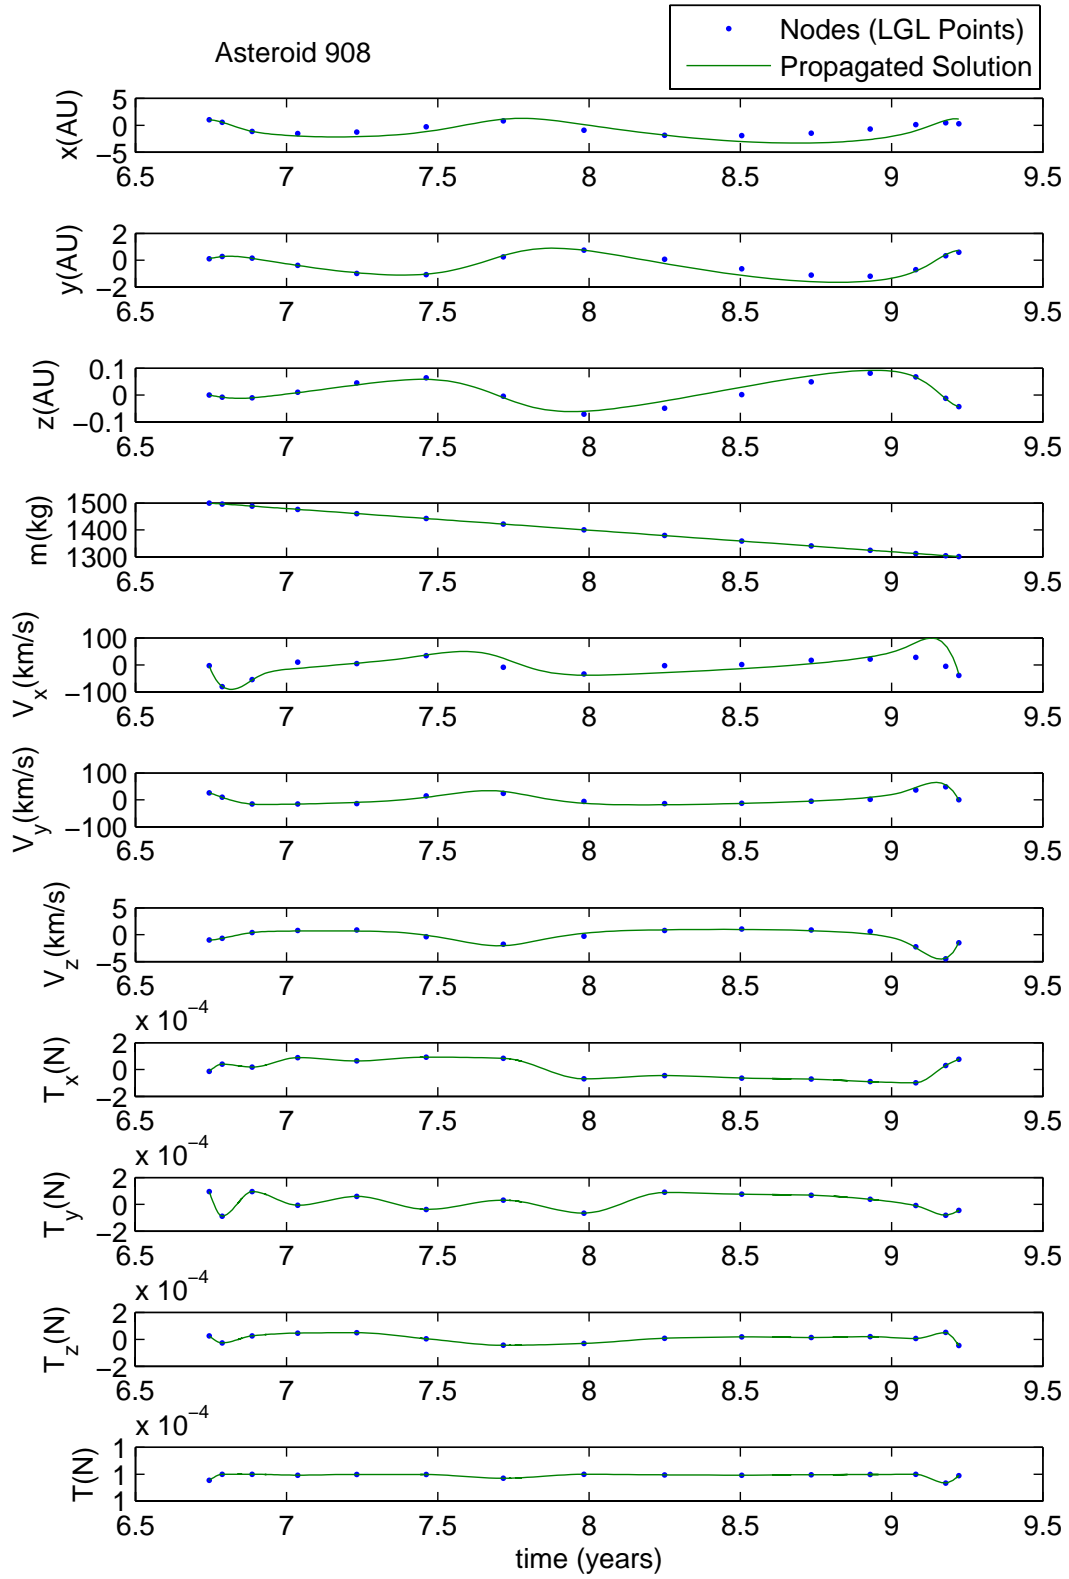 Asteroid 908
Nodes (LGL Points)
Propagated Solution
5
0
−5
x(AU)
6.5 7 7.5 8 8.5 9 9.5
2
0
−2
y(AU)
6.5 7 7.5 8 8.5 9 9.5
0.1
0
−0.1
z(AU)
6.5 7 7.5 8 8.5 9 9.5
1500
1400
1300
m(kg)
6.5 7 7.5 8 8.5 9 9.5
100
0
−100
V_x(km/s)
6.5 7 7.5 8 8.5 9 9.5
100
0
−100
V_y(km/s)
6.5 7 7.5 8 8.5 9 9.5
5
0
−5
V_z(km/s)
6.5 7 7.5 8 8.5 9 9.5
x 10^−4
2
0
−2
T_x(N)
6.5 7 7.5 8 8.5 9 9.5
x 10^−4
2
0
−2
T_y(N)
6.5 7 7.5 8 8.5 9 9.5
x 10^−4
2
0
−2
T_z(N)
6.5 7 7.5 8 8.5 9 9.5
x 10^−4
1
1
1
T(N)
6.5 7 7.5 8 8.5 9 9.5
time (years)